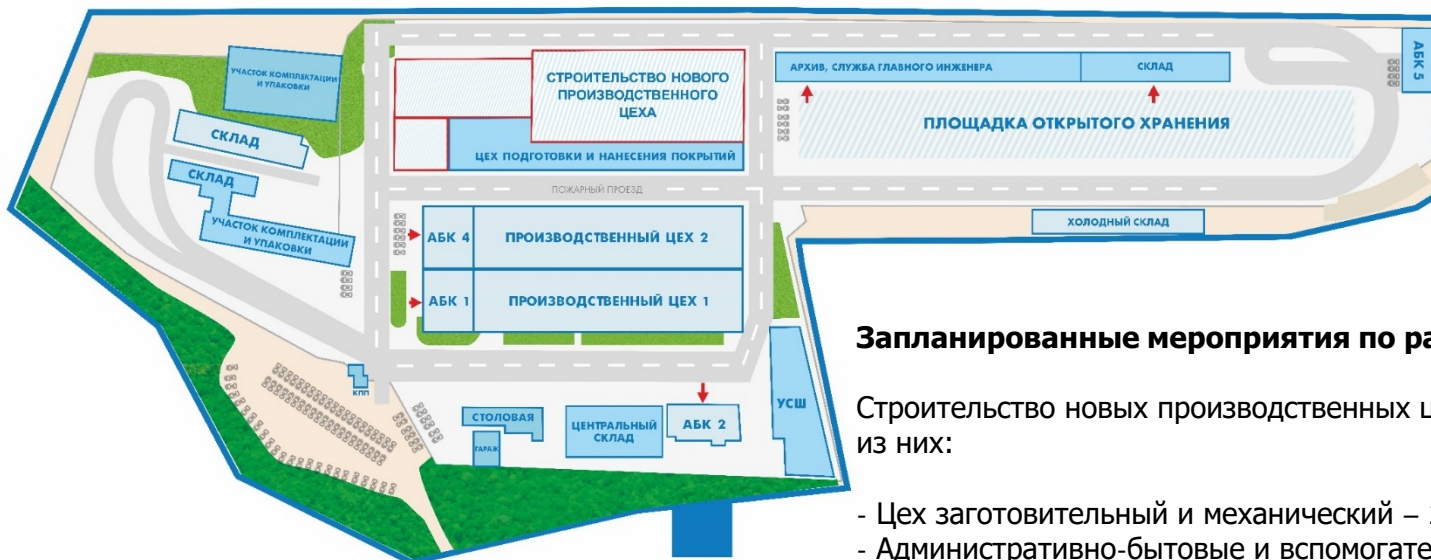 УЧАСТОК КОМПЛЕКТАЦИИ
И УПАКОВКИ
СКЛАД
СКЛАД
УЧАСТОК КОМПЛЕКТАЦИИ
И УПАКОВКИ
СТРОИТЕЛЬСТВО НОВОГО
ПРОИЗВОДСТВЕННОГО
ЦЕХА
ЦЕХ ПОДГОТОВКИ И НАНЕСЕНИЯ ПОКРЫТИЙ
АРХИВ, СЛУЖБА ГЛАВНОГО ИНЖЕНЕРА
СКЛАД
АБК 5
ПЛОЩАДКА ОТКРЫТОГО ХРАНЕНИЯ
ПОЖАРНЫЙ ПРОЕЗД
ХОЛОДНЫЙ СКЛАД
АБК 4
ПРОИЗВОДСТВЕННЫЙ ЦЕХ 2
АБК 1
ПРОИЗВОДСТВЕННЫЙ ЦЕХ 1
КПП
СТОЛОВАЯ
ГАРАЖ
ЦЕНТРАЛЬНЫЙ
СКЛАД
АБК 2
УСШ
Запланированные мероприятия по
Строительство новых производственных
из них:
- Цех заготовительный и механический –
- Административно-бытовые и